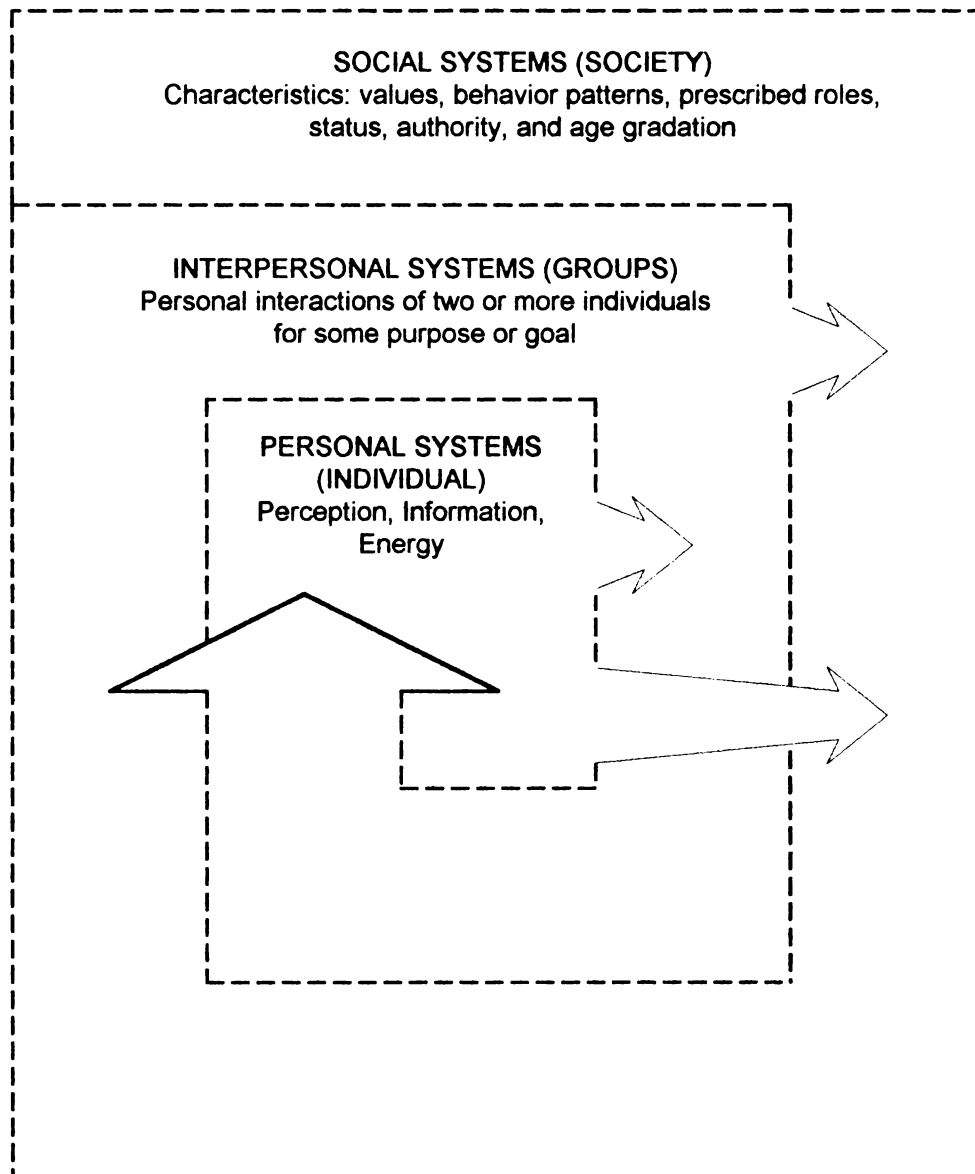 SOCIAL SYSTEMS (SOCIETY)
Characteristics: values, behavior patterns, prescribed roles,
status, authority, and age gradation
INTERPERSONAL SYSTEMS (GROUPS)
Personal interactions of two or more individuals
for some purpose or goal
PERSONAL SYSTEMS
(INDIVIDUAL)
Perception, Information,
Energy